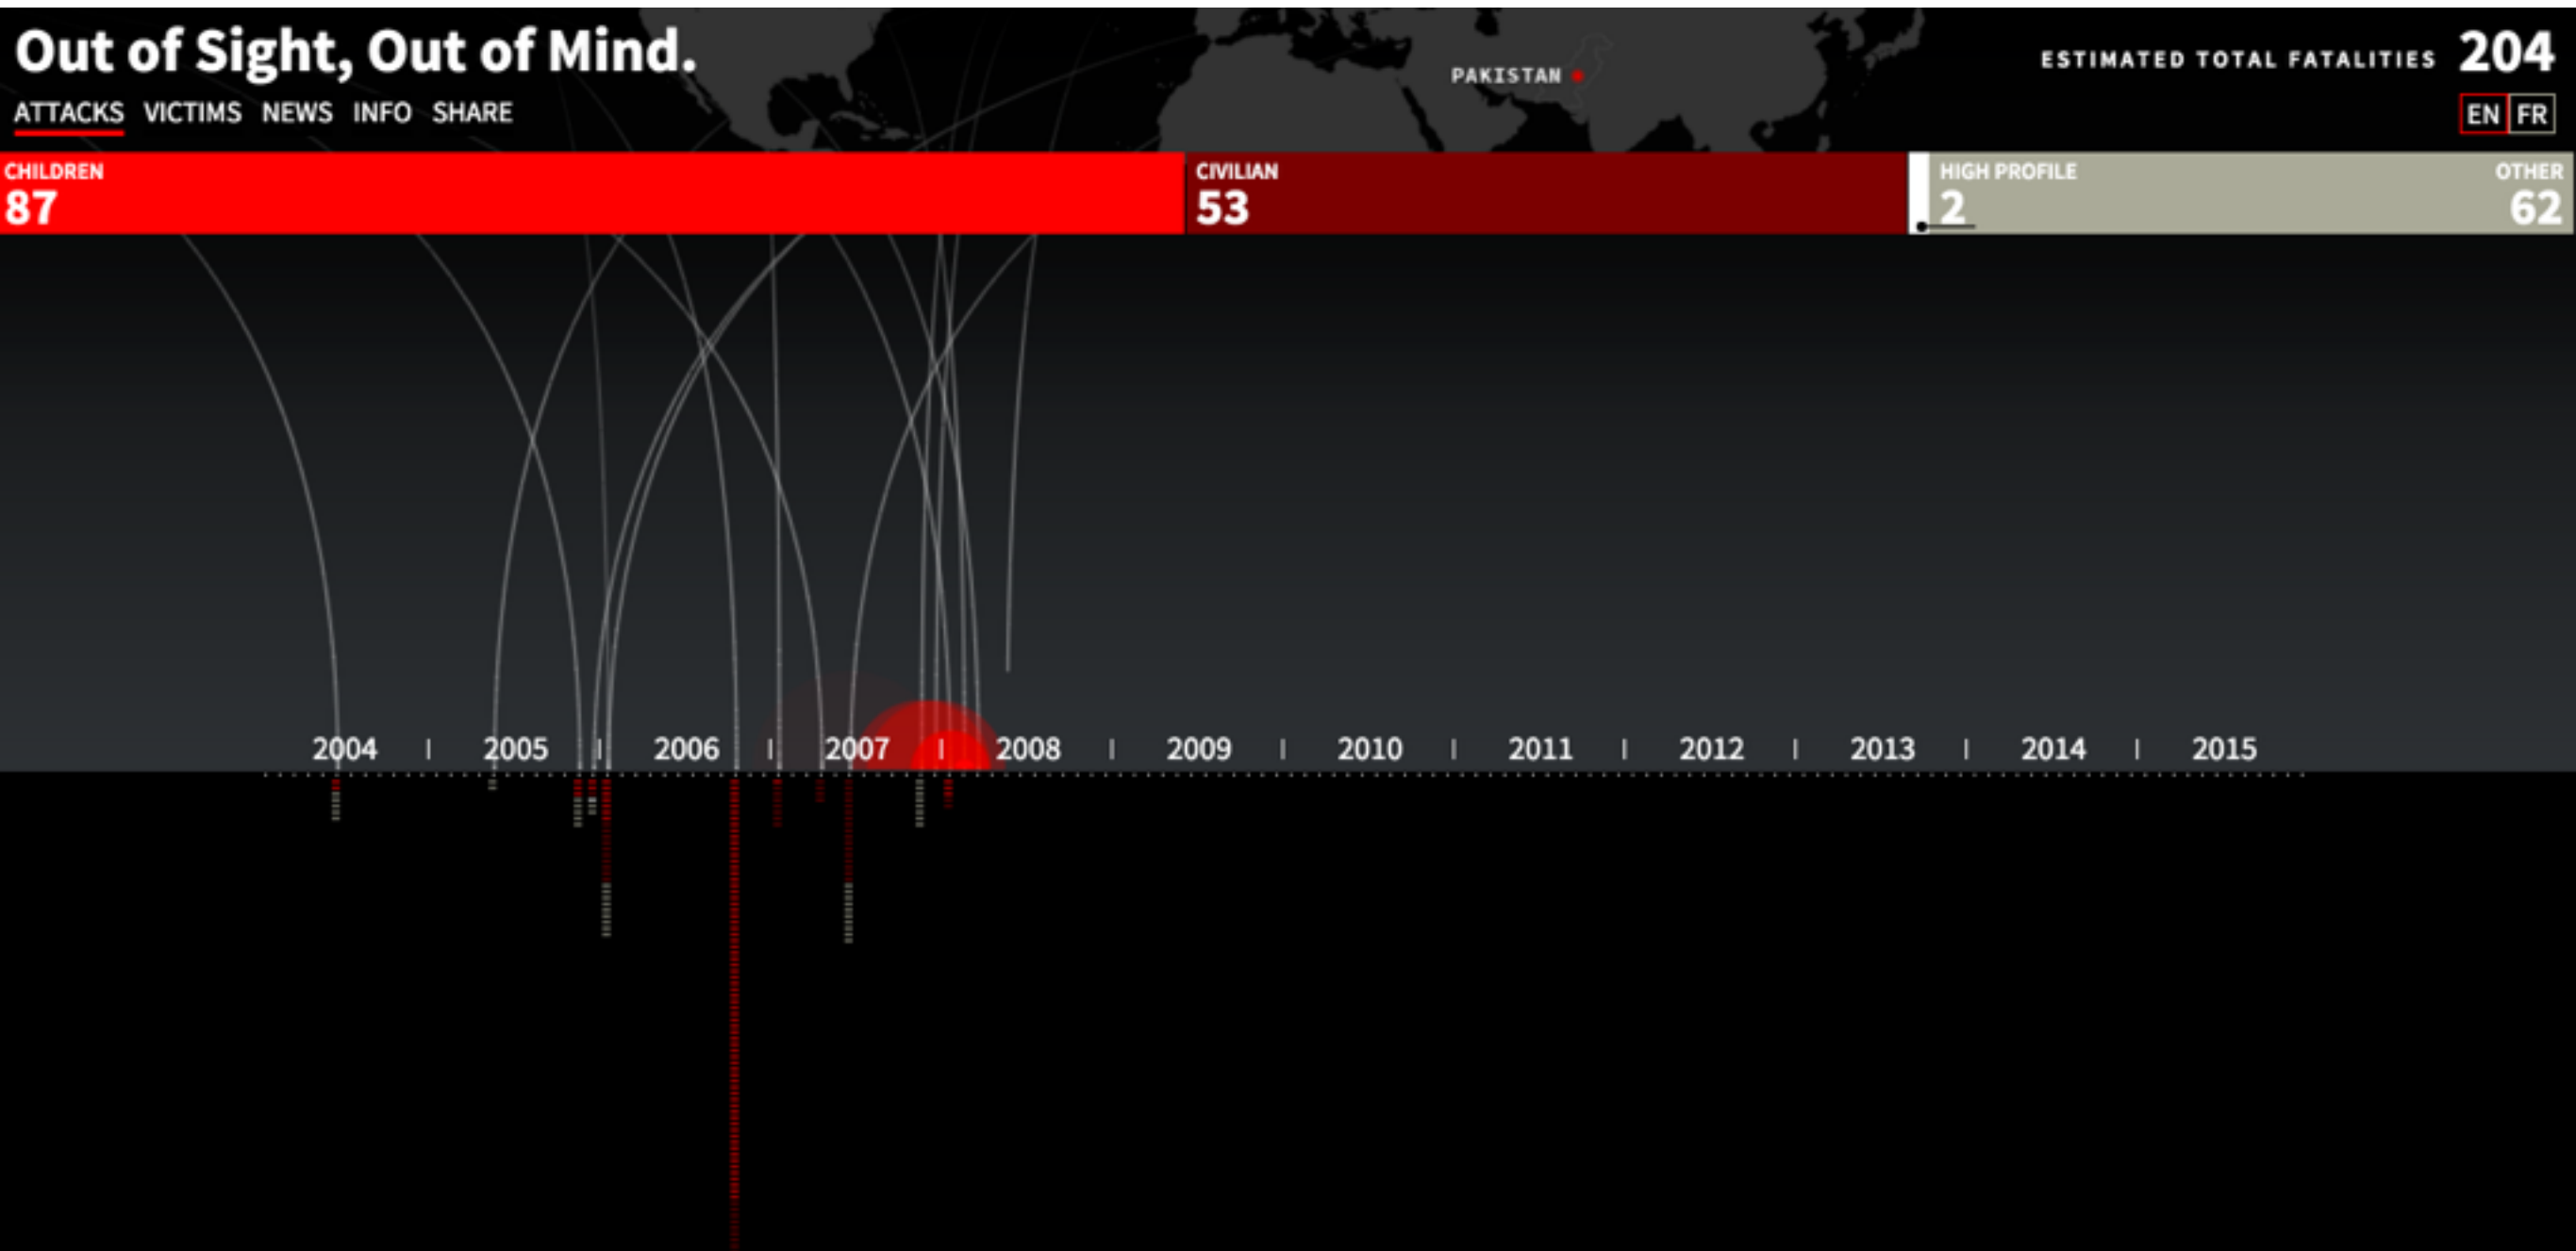 Out of Sight, Out of Mind.
ATTACKS VICTIMS NEWS INFO SHARE
PAKISTAN
ESTIMATED TOTAL FATALITIES 204
EN FR
CHILDREN
87
CIVILIAN
53
HIGH PROFILE
2
OTHER
62
2004 | 2005 | 2006 | 2007 | 2008 | 2009 | 2010 | 2011 | 2012 | 2013 | 2014 | 2015